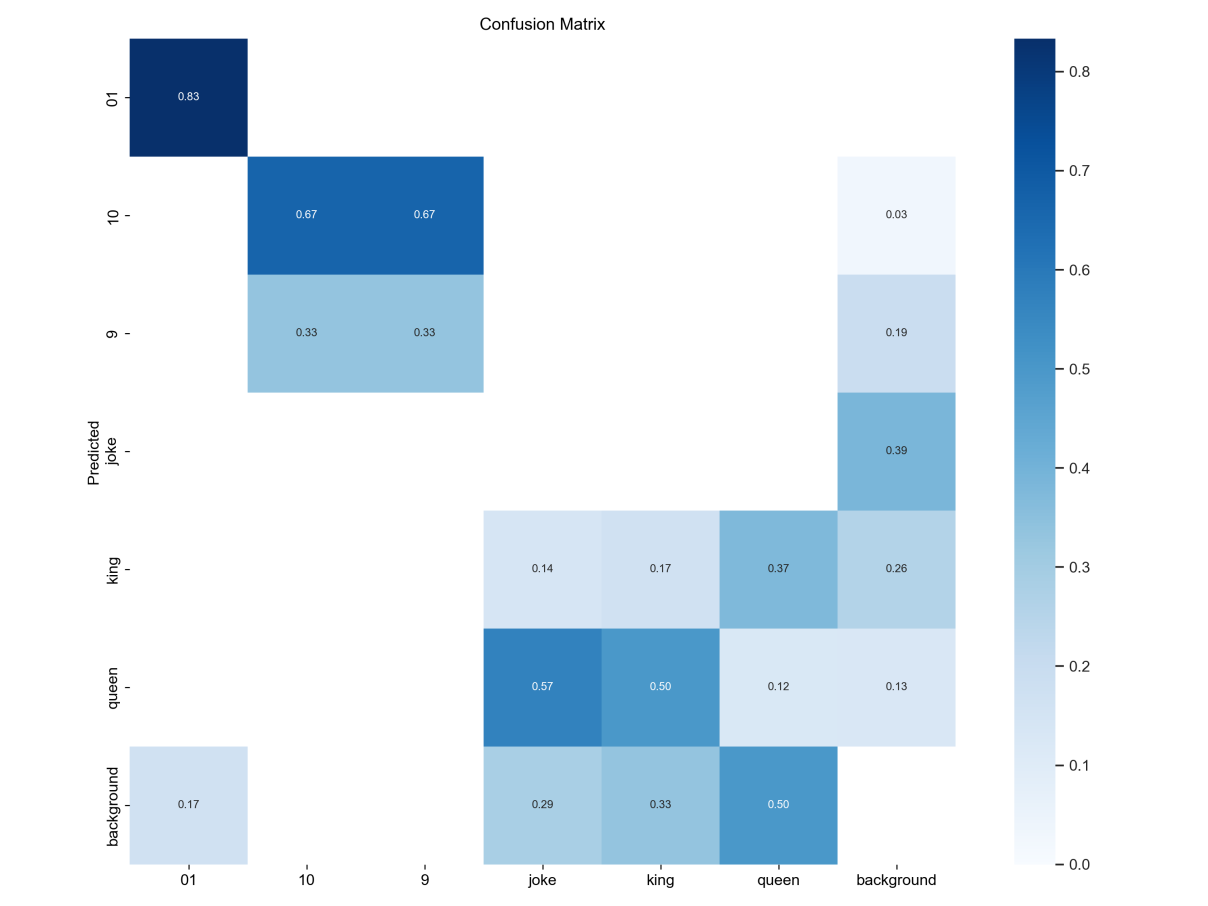 Confusion Matrix
01
0.83
0.8
0.7
10
0.67 0.67 0.03
0.6
9
0.33 0.33 0.19
0.5
Predicted
joke
0.39
0.4
king
0.14 0.17 0.37 0.26
0.3
queen
0.57 0.50 0.12 0.13
0.2
0.1
background
0.17 0.29 0.33 0.50
0.0
01 10 9 joke king queen background